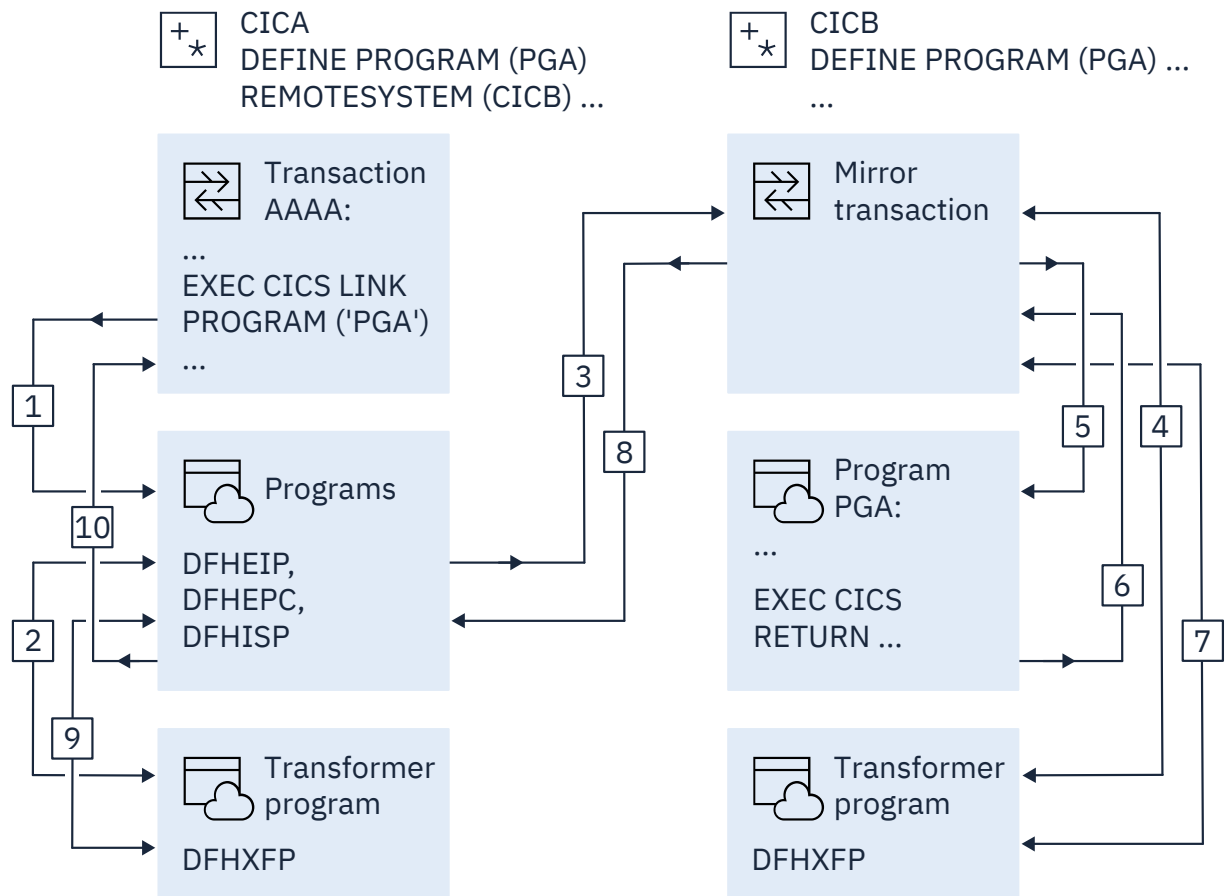 CICA
DEFINE PROGRAM (PGA)
REMOTESYSTEM (CICB) ...
CICB
DEFINE PROGRAM (PGA) ...
...
Transaction
AAAA:
...
EXEC CICS LINK
PROGRAM ('PGA')
...
Mirror
transaction
1
3
8
5
4
Programs
DFHEIP,
DFHEPC,
DFHISP
10
2
9
Program
PGA:
...
EXEC CICS
RETURN ...
6
7
Transformer
program
DFHXFP
Transformer
program
DFHXFP